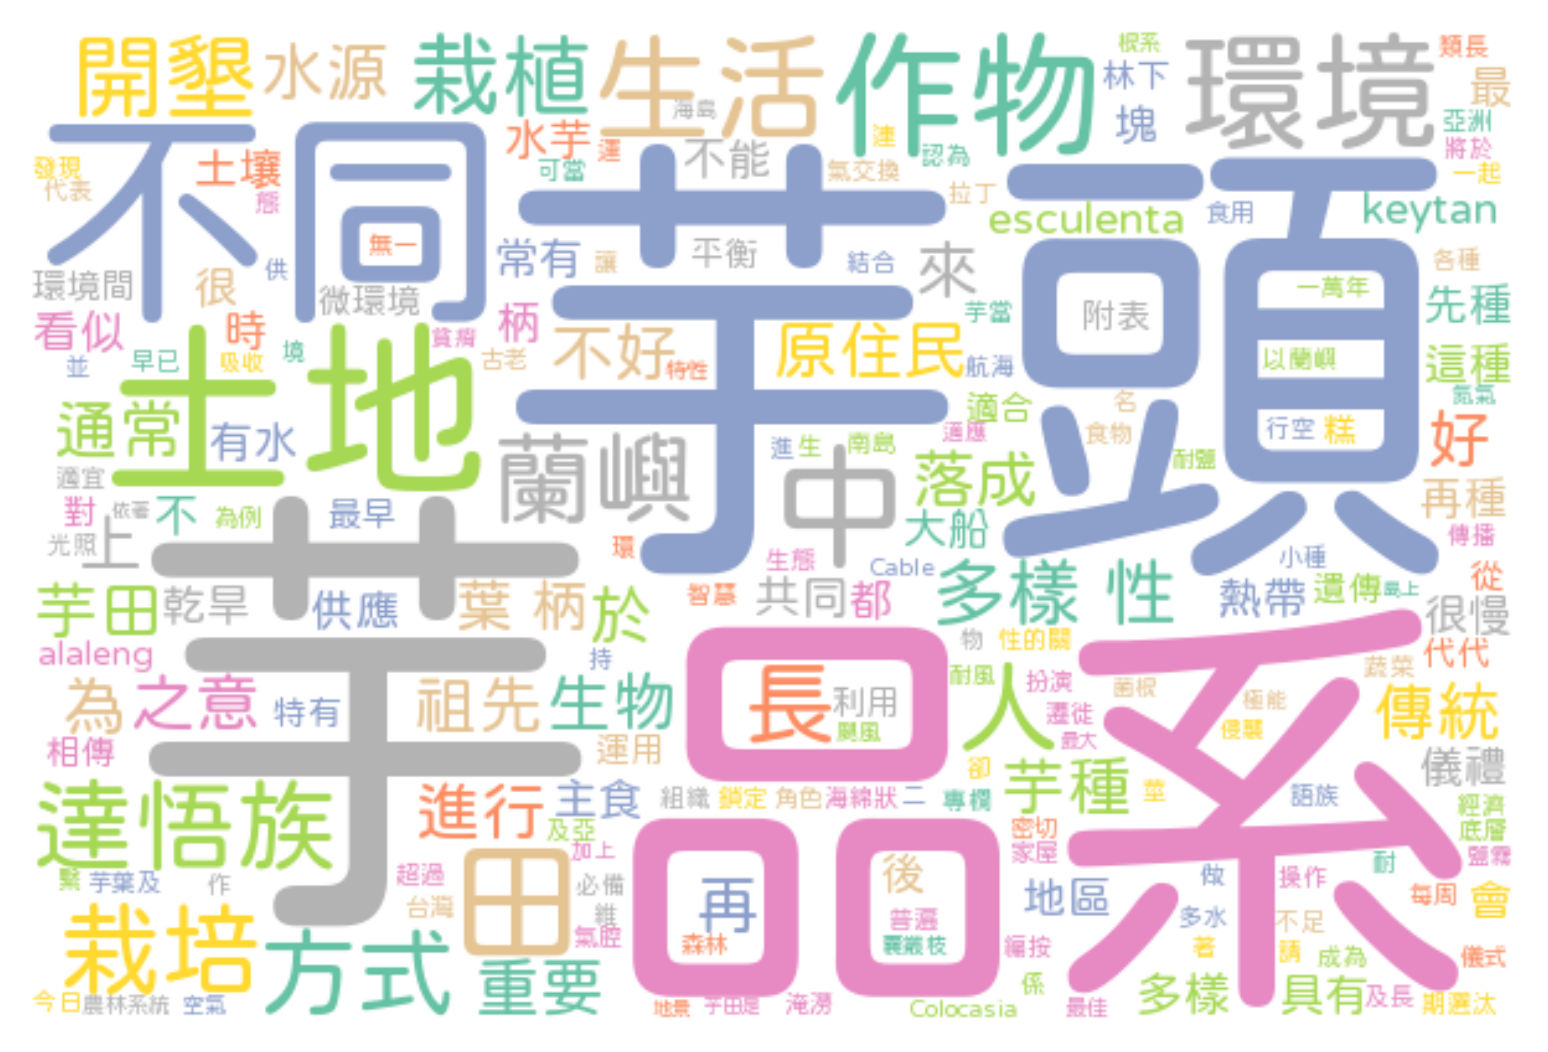 開墾
水源
栽植
生活
作物
根系
林下
環境
類長
最
海島
水芋
運
可當
不能
連
認為
氣交換
塊
亞洲
將於
一起
發現
代表
土壤
態
不同
無一
芋頭
拉丁
esculenta
食用
keytan
環境間
很
供
微環境
常有
讓
平衡
結合
來
各種
一萬年
先種
看似
時
柄
貧瘠
芋當
附表
並
早已
吸收
境
古老
不好
特性
原住民
航海
以蘭嶼
這種
氮氣
土地
通常
有水
適合
適應
名
食物
行空
糕
好
蘭嶼
進
生
南島
中
落成
耐鹽
適宜
再種
對
依著
不
為例
最早
大船
傳播
光照
上
環
生態
Cable
小種
芋
芋田
乾旱
供應
葉柄
於
智慧
共同
都
多樣性
熱帶
遺傳
島上
從
很慢
alaleng
持
物
性的關
代代
蔬菜
為
之意
特有
祖先
生物
品系
長
利用
颶風
耐風
人
扮演
遷徙
最大
菌根
極能
侵襲
傳統
相傳
運用
儀禮
達悟族
進行
主食
及亞
組織
鎖定
角色
海綿狀
二
專欄
卻
芋種
墾
語族
經濟
底層
密切
家屋
鹽霧
繫
芋葉及
作
超過
加上
必備
台灣
田
維
氣腔
再
森林
後
普遍
叢叢枝
地區
做
操作
耐
每周
會
多水
不足
栽培
方式
重要
編按
著
請
成為
儀式
今日
農林系統
空氣
地景
芋田是
淹湧
Colocasia
係
最佳
多樣
具有
及長
期選汰